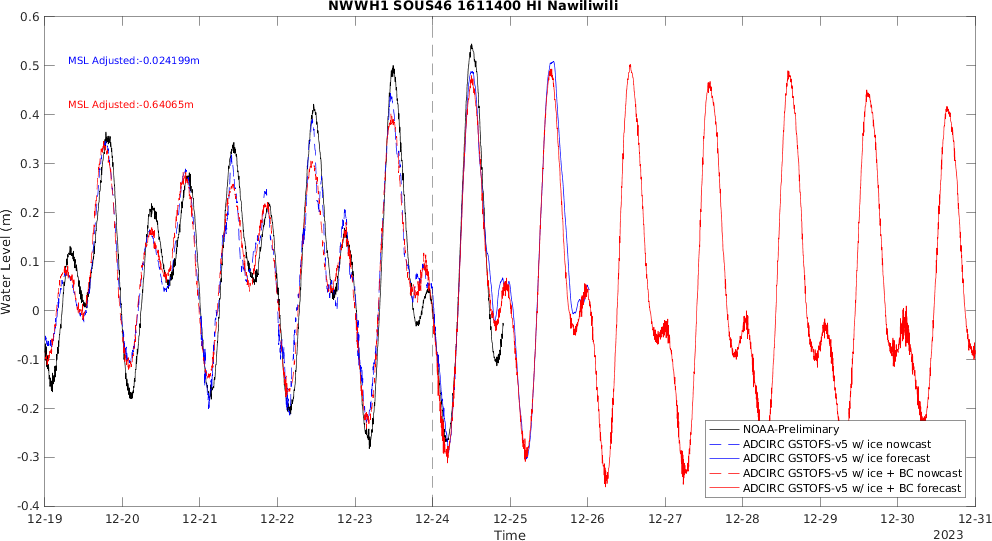 NWWH1 SOUS46 1611400 HI Nawiliwili
0.6
0.5
0.4
0.3
0.2
0.1
0
-0.1
-0.2
-0.3
-0.4
Water Level (m)
MSL Adjusted:-0.024199m
MSL Adjusted:-0.64065m
NOAA-Preliminary
ADCIRC GSTOFS-v5 w/ ice nowcast
ADCIRC GSTOFS-v5 w/ ice forecast
ADCIRC GSTOFS-v5 w/ ice + BC nowcast
ADCIRC GSTOFS-v5 w/ ice + BC forecast
12-19 12-20 12-21 12-22 12-23 12-24 12-25 12-26 12-27 12-28 12-29 12-30 12-31
Time
2023